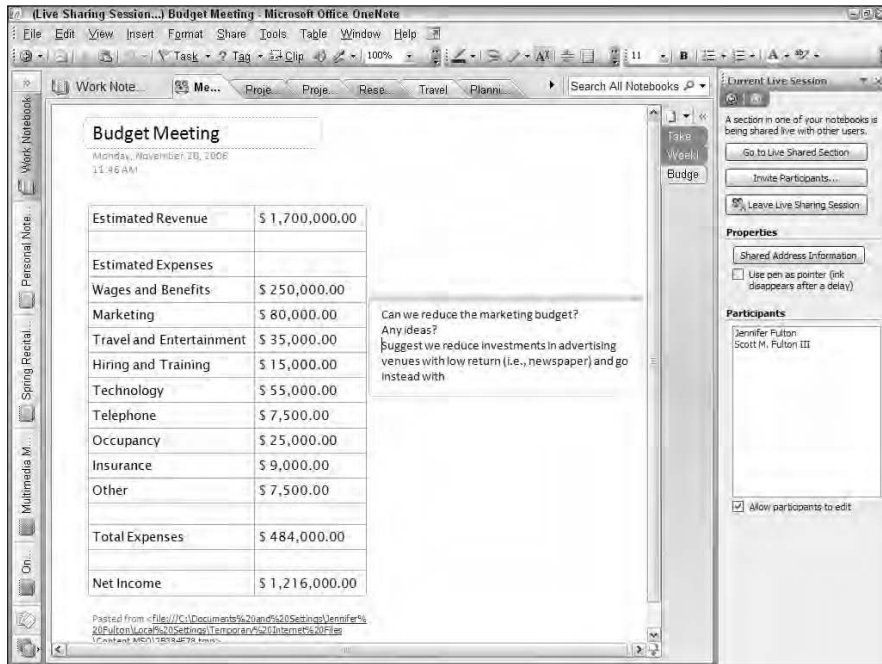 (Live Sharing Session...) Budget Meeting - Microsoft Office OneNote
File Edit View Insert Format Share Tools Table Window Help
Task ? Tag Clip 100% 11 B A
Work Note... Me... Proje... Proje... Rese... Travel Planni... Search All Notebooks
Work Notebook
Personal Note...
Spring Recital...
Multimedia M...
On...
Budget Meeting
Monday, November 20, 2006
11:46 AM
Estimated Revenue $ 1,700,000.00
Estimated Expenses
Wages and Benefits $ 250,000.00
Marketing $ 80,000.00
Travel and Entertainment $ 35,000.00
Hiring and Training $ 15,000.00
Technology $ 55,000.00
Telephone $ 7,500.00
Occupancy $ 25,000.00
Insurance $ 9,000.00
Other $ 7,500.00
Total Expenses $ 484,000.00
Net Income $ 1,216,000.00
Can we reduce the marketing budget?
Any ideas?
Suggest we reduce investments in advertising
venues with low return (i.e., newspaper) and go
instead with
Pasted from <file:///C:\Documents%20and%20Settings\Jennifer%
20Fulton\Local%20Settings\Temporary%20Internet%20Files
Take
Weekl
Budge
Current Live Session
A section in one of your notebooks is
being shared live with other users.
Go to Live Shared Section
Invite Participants...
Leave Live Sharing Session
Properties
Shared Address Information
Use pen as pointer (ink
disappears after a delay)
Participants
Jennifer Fulton
Scott M. Fulton III
Allow participants to edit